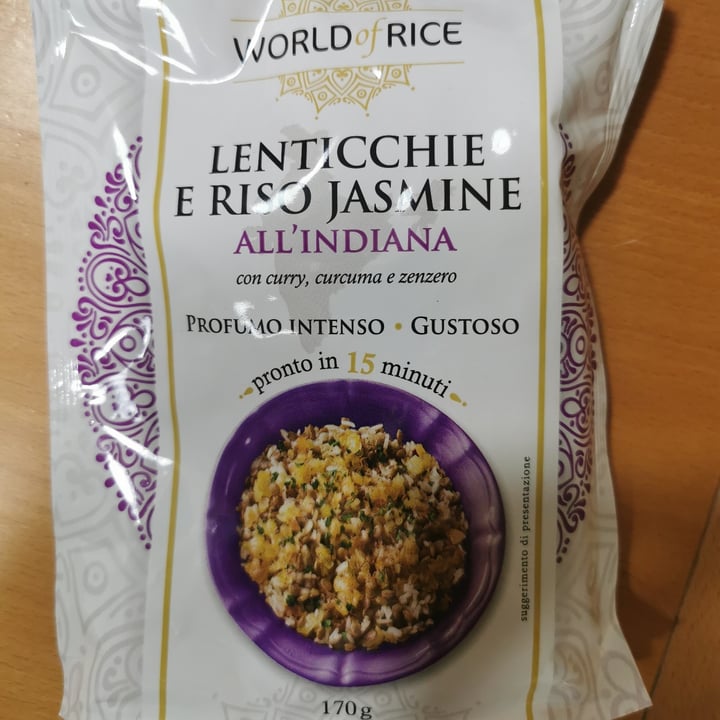 WORLD of RICE
LENTICCHIE
E RISO JASMINE
ALL'INDIANA
con curry, curcuma e zenzero
PROFUMO INTENSO • GUSTOSO
pronto in 15 minuti
suggerimento di presentazione
170 g